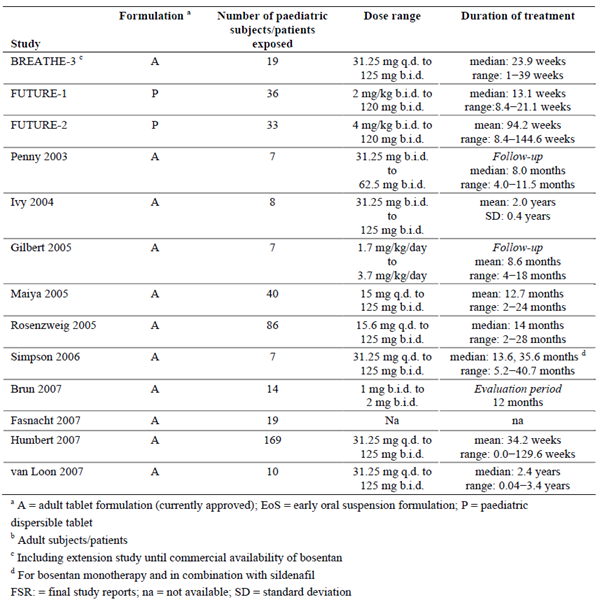 Study Formulation a Number of paediatric subjects/patients exposed Dose range Duration of treatment
BREATHE-3 c A 19 31.25 mg q.d. to 125 mg b.i.d. median: 23.9 weeks range: 1–39 weeks
FUTURE-1 P 36 2 mg/kg b.i.d. to 120 mg b.i.d. median: 13.1 weeks range:8.4–21.1 weeks
FUTURE-2 P 33 4 mg/kg b.i.d. to 120 mg b.i.d. mean: 94.2 weeks range: 8.4–144.6 weeks
Penny 2003 A 7 31.25 mg b.i.d. to 62.5 mg b.i.d. Follow-up median: 8.0 months range: 4.0–11.5 months
Ivy 2004 A 8 31.25 mg b.i.d. to 125 mg b.i.d. mean: 2.0 years SD: 0.4 years
Gilbert 2005 A 7 1.7 mg/kg/day to 3.7 mg/kg/day Follow-up mean: 8.6 months range: 4–18 months
Maiya 2005 A 40 15 mg q.d. to 125 mg b.i.d. mean: 12.7 months range: 2–24 months
Rosenzweig 2005 A 86 15.6 mg q.d. to 125 mg b.i.d. median: 14 months range: 2–28 months
Simpson 2006 A 7 31.25 mg q.d. to 125 mg b.i.d. median: 13.6, 35.6 months d range: 5.2–40.7 months
Brun 2007 A 14 1 mg b.i.d. to 2 mg b.i.d. Evaluation period 12 months
Fasnacht 2007 A 19 Na na
Humbert 2007 A 169 31.25 mg q.d. to 125 mg b.i.d. mean: 34.2 weeks range: 0.0–129.6 weeks
van Loon 2007 A 10 31.25 mg q.d. to 125 mg b.i.d. median: 2.4 years range: 0.04–3.4 years
a A = adult tablet formulation (currently approved); EoS = early oral suspension formulation; P = paediatric
dispersible tablet
b Adult subjects/patients
c Including extension study until commercial availability of bosentan
d For bosentan monotherapy and in combination with sildenafil
FSR: = final study reports; na = not available; SD = standard deviation